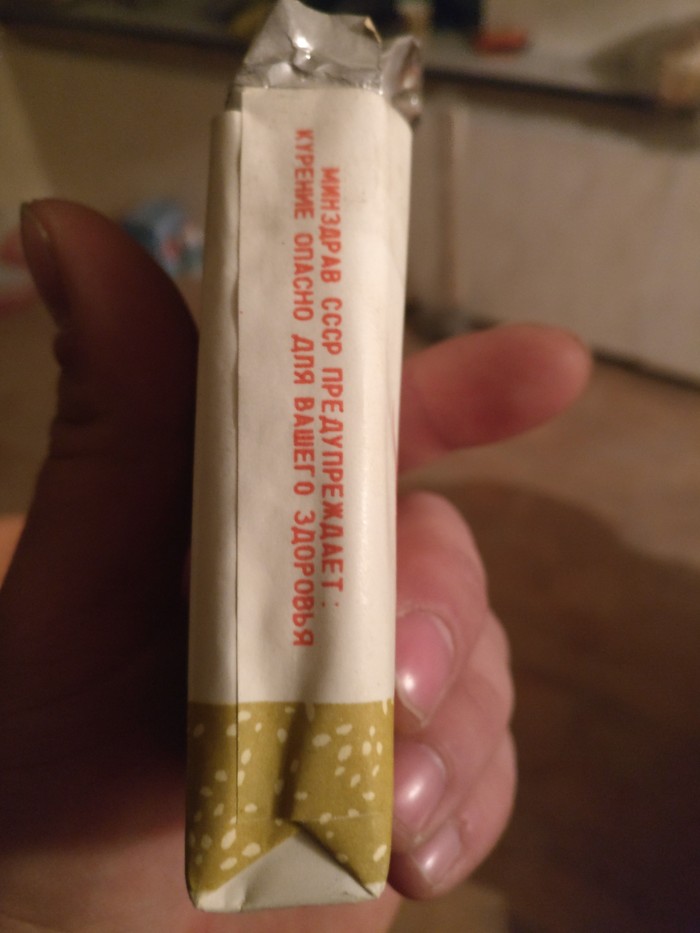 МИНЗДРАВ СССР ПРЕДУПРЕЖДАЕТ:
КУРЕНИЕ ОПАСНО ДЛЯ ВАШЕГО ЗДОРОВЬЯ